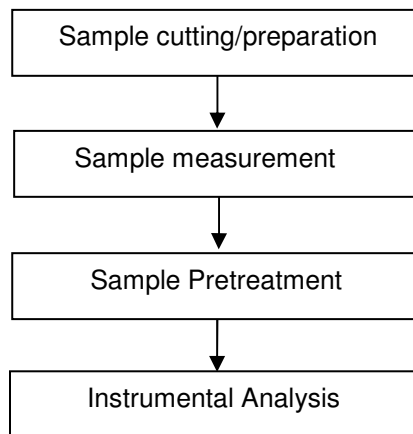 Sample cutting/preparation
Sample measurement
Sample Pretreatment
Instrumental Analysis